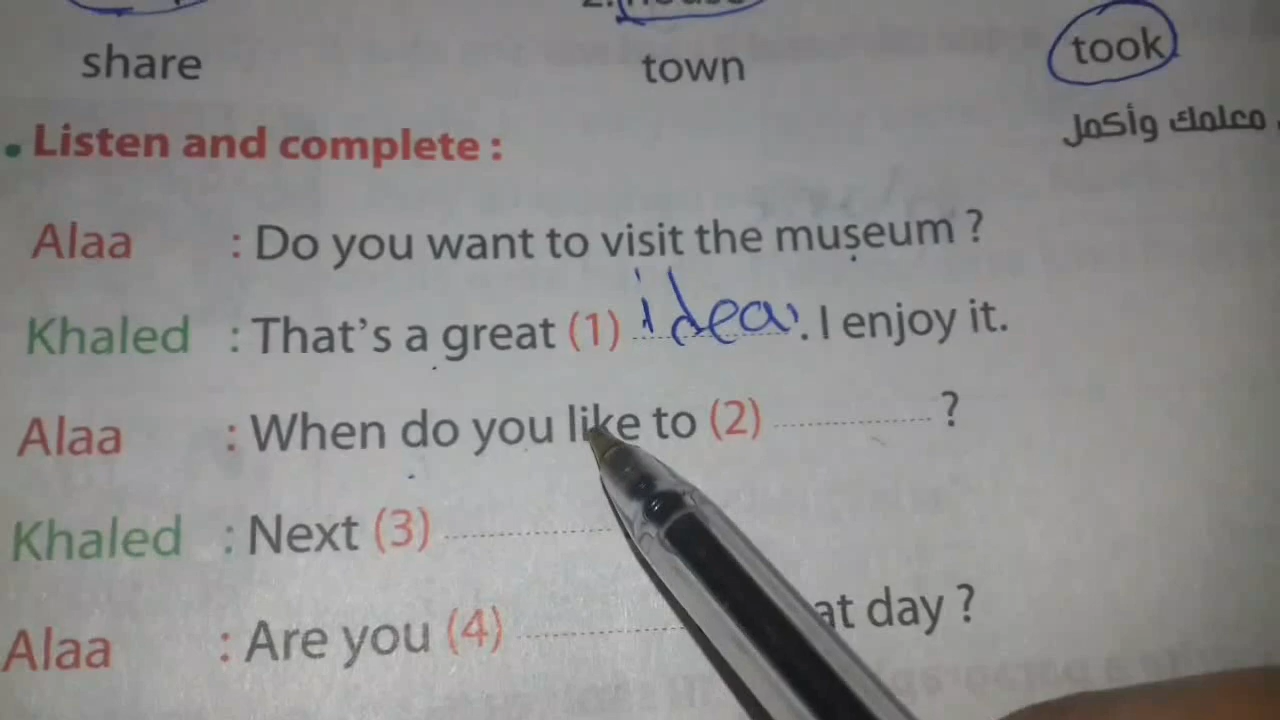 share town took
معلمك وأكمل
Listen and complete :
Alaa : Do you want to visit the museum ?
Khaled : That's a great (1) idea . I enjoy it.
Alaa : When do you like to (2) ............... ?
Khaled : Next (3) ...............
Alaa : Are you (4) ............... at day ?